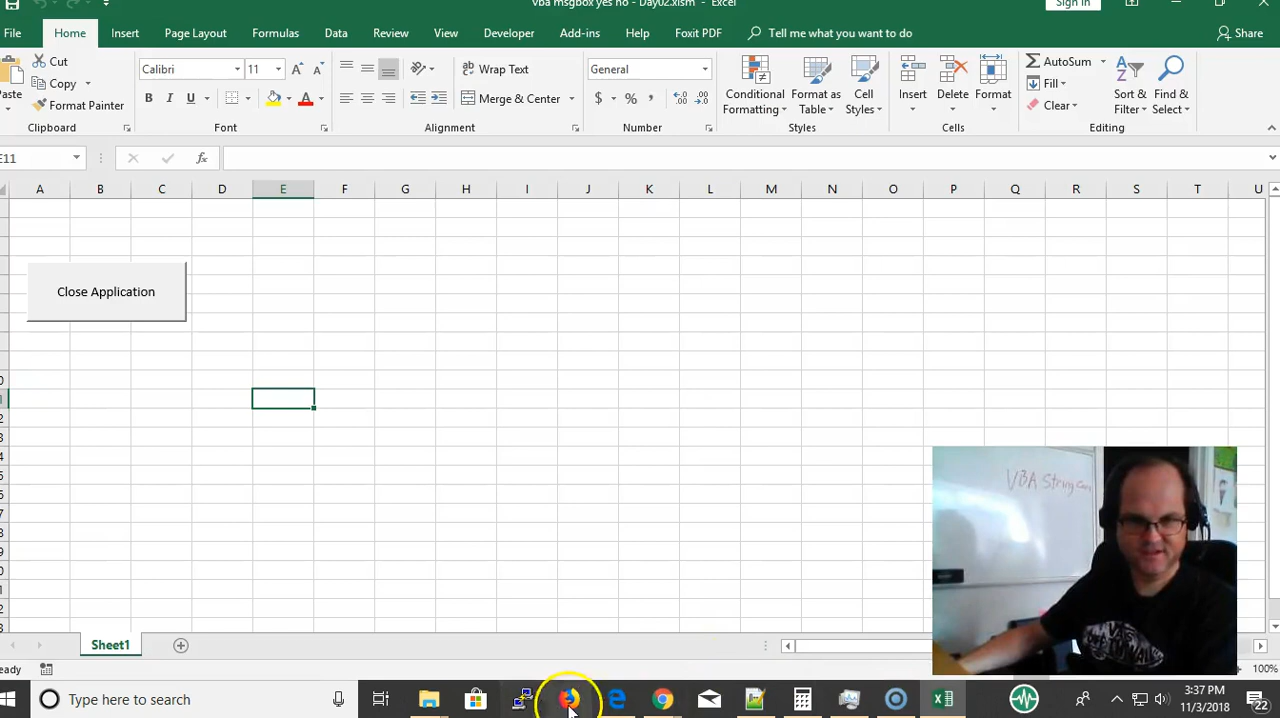 vba msgbox yes no - Day02.xlsm - Excel
Sign in
File
Home
Insert
Page Layout
Formulas
Data
Review
View
Developer
Add-ins
Help
Foxit PDF
Tell me what you want to do
Share
Cut
Copy
Format Painter
Clipboard
Calibri
11
B I U
Font
Wrap Text
Merge & Center
Alignment
General
$ % ,
Number
Conditional
Formatting
Format as
Table
Cell
Styles
Styles
Insert
Delete
Format
Cells
AutoSum
Fill
Clear
Sort &
Filter
Find &
Select
Editing
E11
fx
A B C D E F G H I J K L M N O P Q R S T U
Close Application
VBA String
Sheet1
100%
Type here to search
3:37 PM
11/3/2018
22